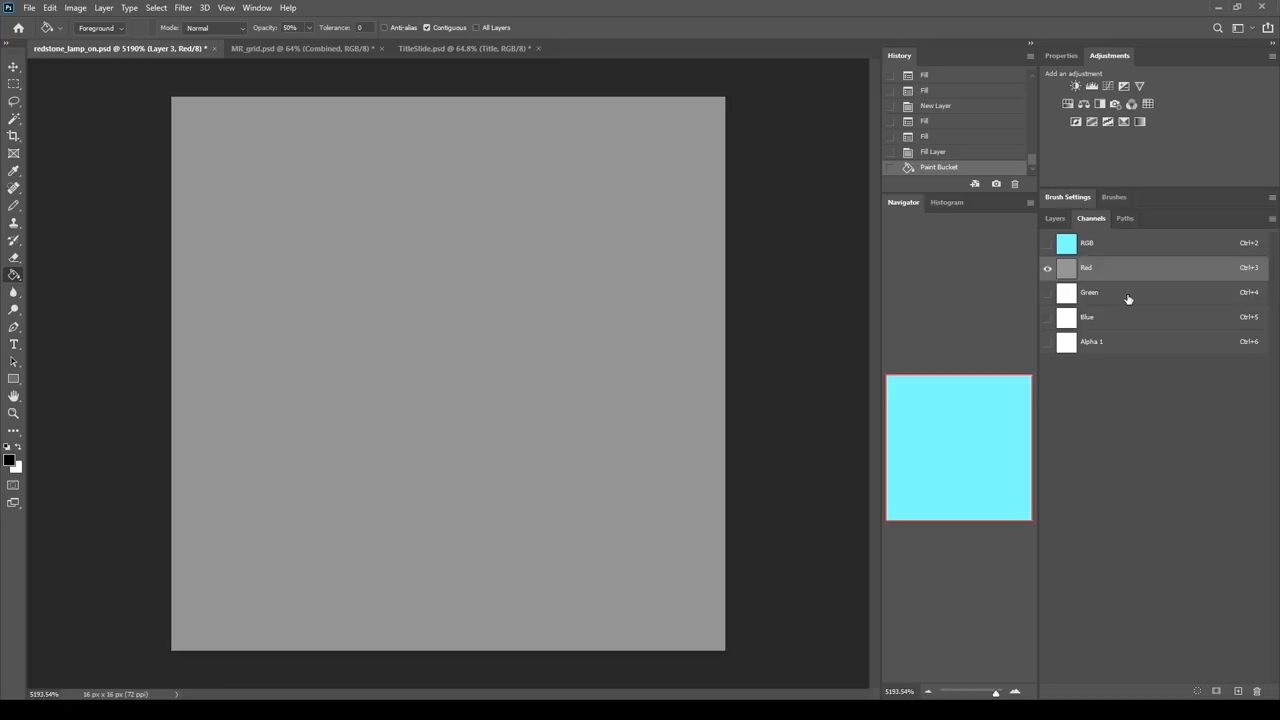 Ps File Edit Image Layer Type Select Filter 3D View Window Help
Foreground Mode: Normal Opacity: 50% Tolerance: 0 Anti-alias Contiguous All Layers
redstone_lamp_on.psd @ 5190% (Layer 3, Red/8) * × MR_grid.psd @ 64% (Combined, RGB/8) * × TitleSlide.psd @ 64.8% (Title, RGB/8) * ×
History
Fill
Fill
New Layer
Fill
Fill
Fill Layer
Paint Bucket
Navigator Histogram
5193.54%
Properties Adjustments
Add an adjustment
Brush Settings Brushes
Layers Channels Paths
RGB Ctrl+2
Red Ctrl+3
Green Ctrl+4
Blue Ctrl+5
Alpha 1 Ctrl+6
5193.54% 16 px x 16 px (72 ppi)